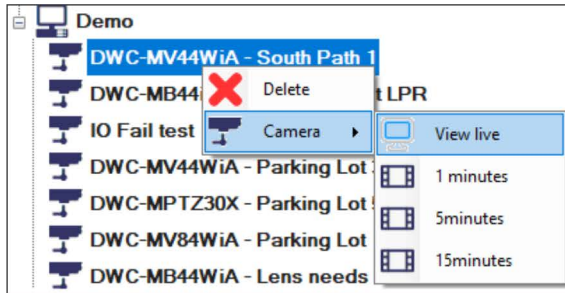 Demo
DWC-MV44WiA - South Path 1
DWC-MB44i t LPR
IO Fail test
DWC-MV44WiA - Parking Lot
DWC-MPTZ30X - Parking Lot
DWC-MV84WiA - Parking Lot
DWC-MB44WiA - Lens needs
Delete
Camera
View live
1 minutes
5minutes
15minutes